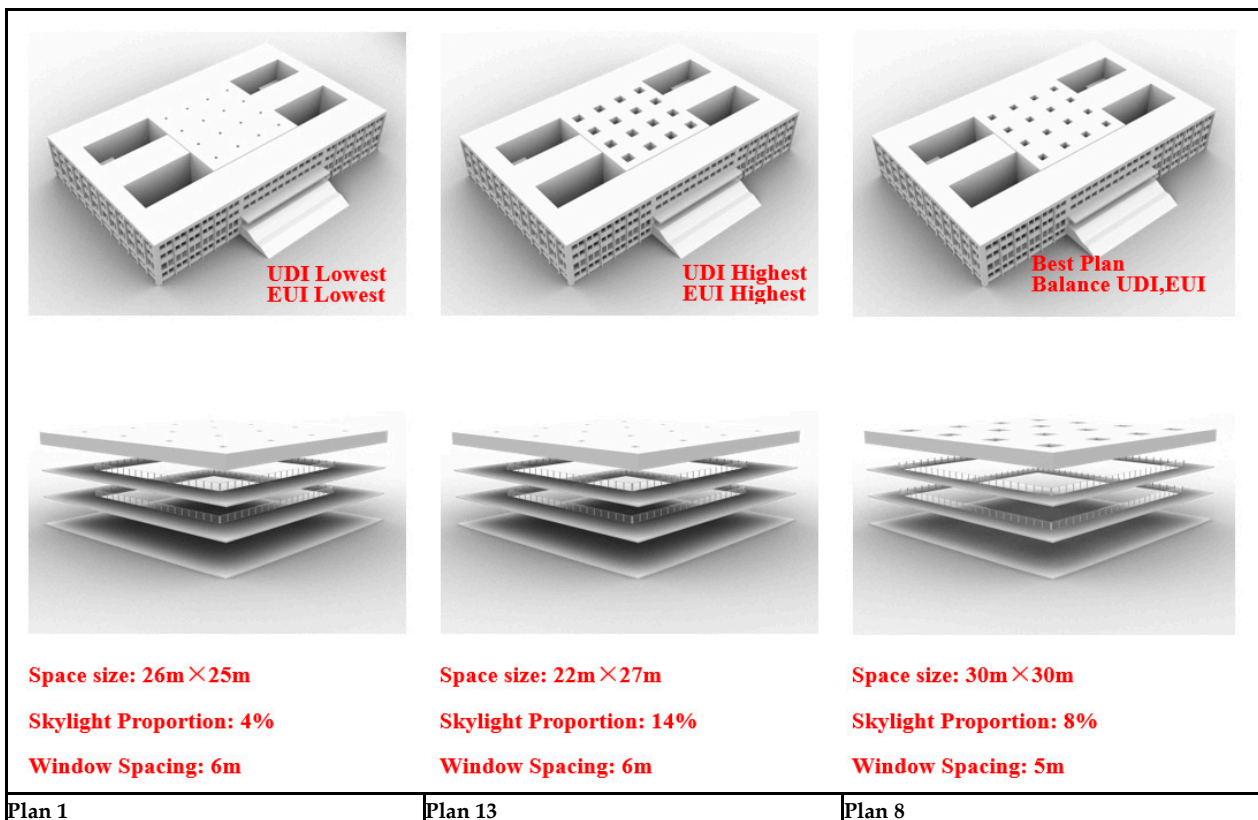 UDI Lowest
EUI Lowest
UDI Highest
EUI Highest
Best Plan
Balance UDI,EUI
Space size: 26m×25m
Skylight Proportion: 4%
Window Spacing: 6m
Space size: 22m×27m
Skylight Proportion: 14%
Window Spacing: 6m
Space size: 30m×30m
Skylight Proportion: 8%
Window Spacing: 5m
Plan 1
Plan 13
Plan 8